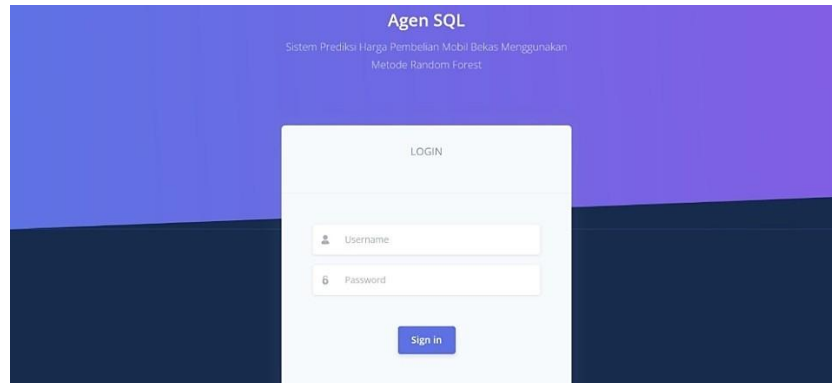 Agen SQL
Sistem Prediksi Harga Pembelian Mobil Bekas Menggunakan
Metode Random Forest
LOGIN
Username
Password
Sign in